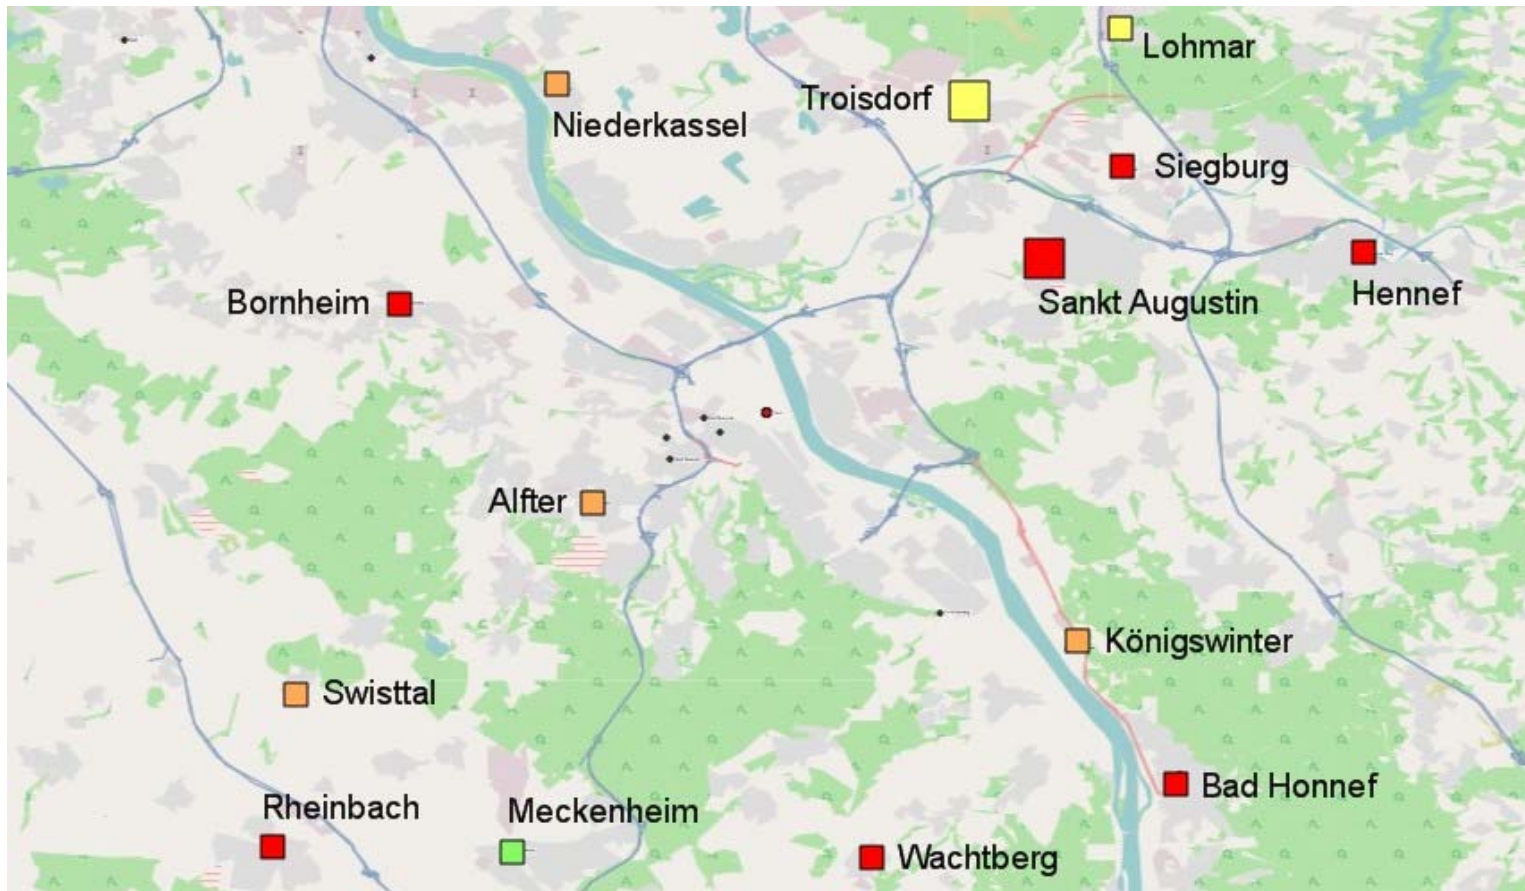 Lohmar
Troisdorf
Niederkassel
Siegburg
Bornheim
Sankt Augustin
Hennef
Alfter
Königswinter
Swisttal
Bad Honnef
Rheinbach
Meckenheim
Wachtberg